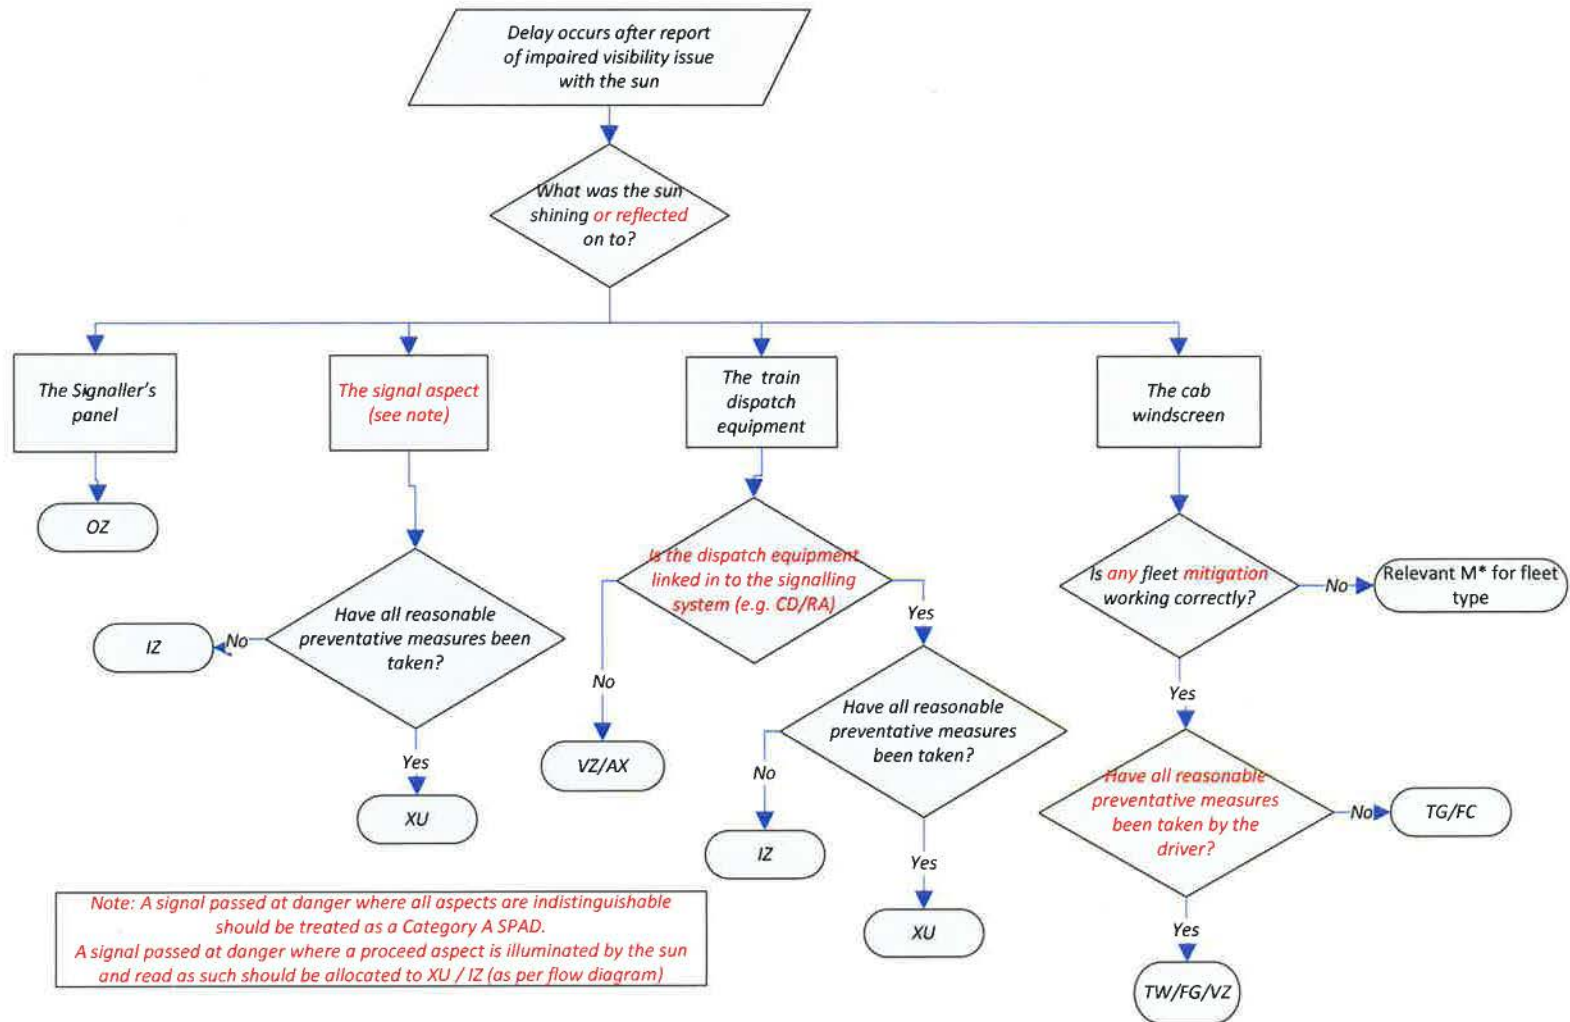 Delay occurs after report
of impaired visibility issue
with the sun
What was the sun
shining or reflected
on to?
The Signaller's
panel
The signal aspect
(see note)
The train
dispatch
equipment
The cab
windscreen
OZ
Have all reasonable
preventative measures been
taken?
No
IZ
Yes
XU
Is the dispatch equipment
linked in to the signalling
system (e.g. CD/RA)
No
VZ/AX
Yes
Have all reasonable
preventative measures
been taken?
No
IZ
Yes
XU
Is any fleet mitigation
working correctly?
No
Relevant M* for fleet
type
Yes
Have all reasonable
preventative measures
been taken by the
driver?
No
TG/FC
Yes
TW/FG/VZ
Note: A signal passed at danger where all aspects are indistinguishable
should be treated as a Category A SPAD.
A signal passed at danger where a proceed aspect is illuminated by the sun
and read as such should be allocated to XU / IZ (as per flow diagram)